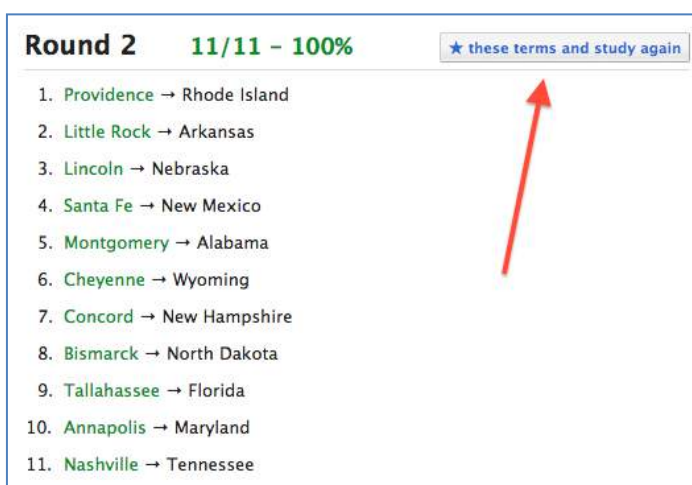 Round 2 11/11 – 100% ★ these terms and study again
1. Providence → Rhode Island
2. Little Rock → Arkansas
3. Lincoln → Nebraska
4. Santa Fe → New Mexico
5. Montgomery → Alabama
6. Cheyenne → Wyoming
7. Concord → New Hampshire
8. Bismarck → North Dakota
9. Tallahassee → Florida
10. Annapolis → Maryland
11. Nashville → Tennessee